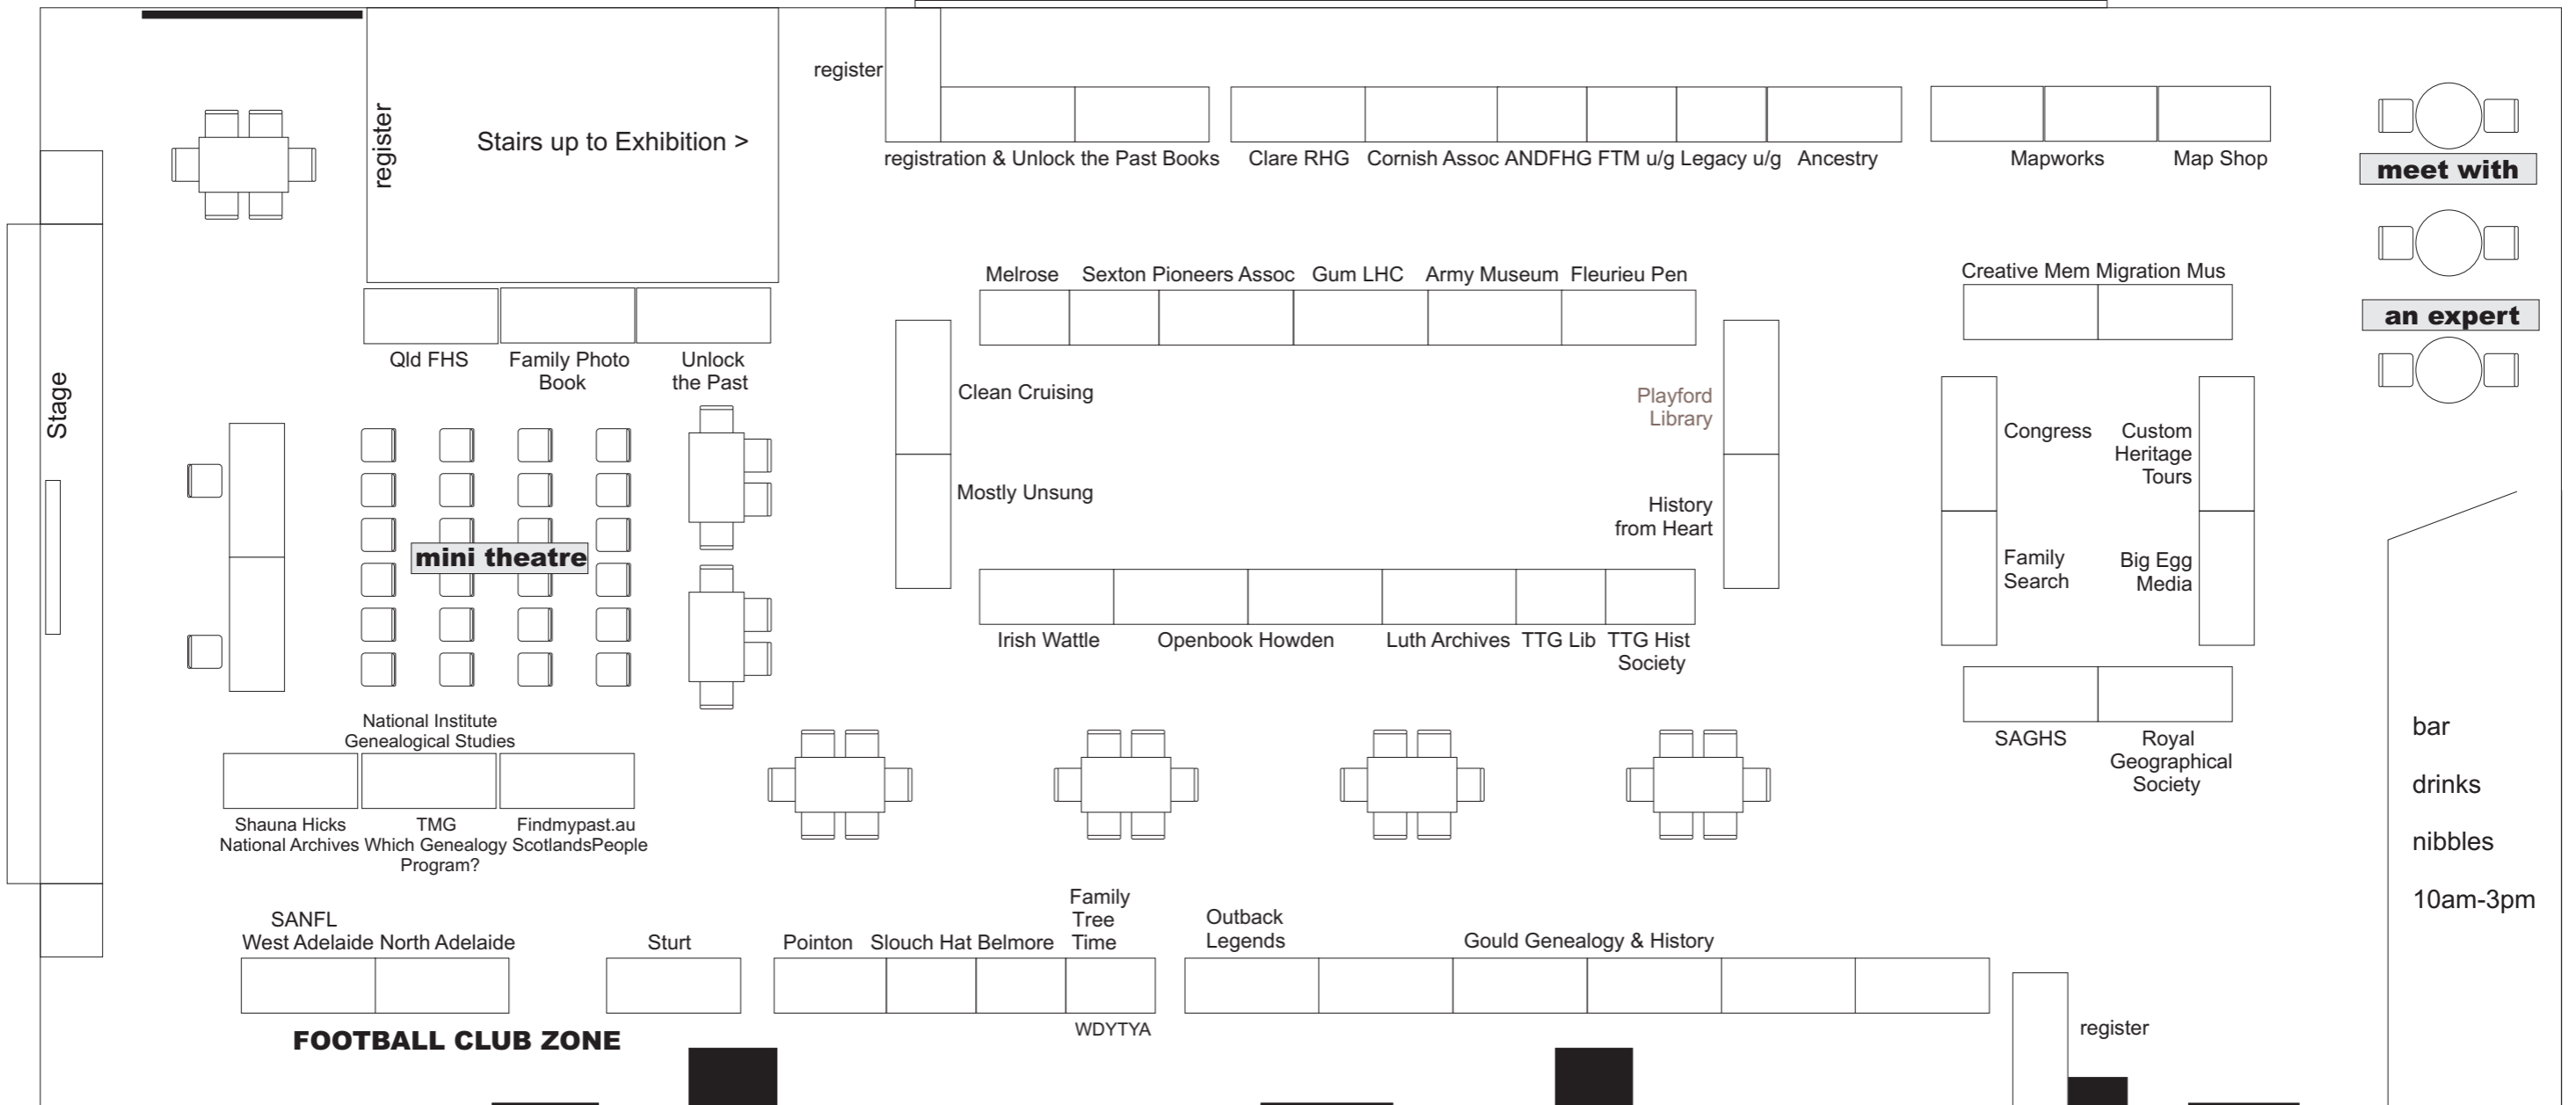 register
register
Stairs up to Exhibition >
registration & Unlock the Past Books
Clare RHG
Cornish Assoc
ANDFHG
FTM u/g
Legacy u/g
Ancestry
Mapworks
Map Shop
meet with
an expert
Melrose
Sexton
Pioneers Assoc
Gum LHC
Army Museum
Fleurieu Pen
Creative Mem
Migration Mus
Qld FHS
Family Photo
Book
Unlock
the Past
Stage
Clean Cruising
Mostly Unsung
Playford
Library
History
from Heart
Congress
Custom
Heritage
Tours
Family
Search
Big Egg
Media
mini theatre
Irish Wattle
Openbook Howden
Luth Archives
TTG Lib
TTG Hist
Society
SAGHS
Royal
Geographical
Society
National Institute
Genealogical Studies
Shauna Hicks
National Archives
TMG
Which Genealogy
Program?
Findmypast.au
ScotlandsPeople
bar
drinks
nibbles
10am-3pm
SANFL
West Adelaide
North Adelaide
Sturt
Pointon
Slouch Hat
Belmore
Family
Tree
Time
Outback
Legends
Gould Genealogy & History
WDYTYA
FOOTBALL CLUB ZONE
register